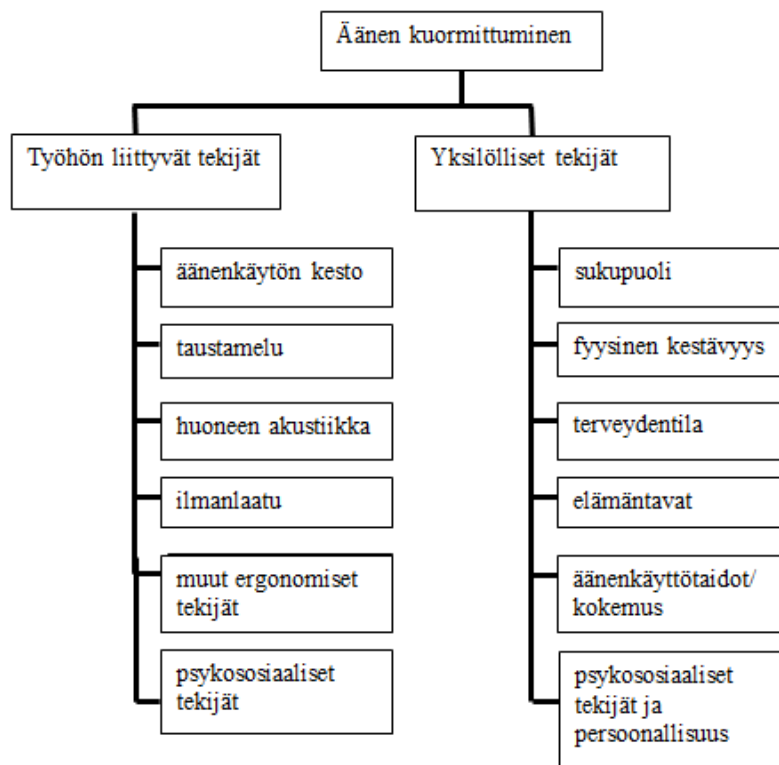 Äänen kuormittuminen
Työhön liittyvät tekijät
äänenkäytön kesto
taustamelu
huoneen akustiikka
ilmanlaatu
muut ergonomiset
tekijät
psykososiaaliset
tekijät
Yksilölliset tekijät
sukupuoli
fyysinen kestävyys
terveydentila
elämäntavat
äänenkäyttötaidot/
kokemus
psykososiaaliset
tekijät ja
persoonallisuus